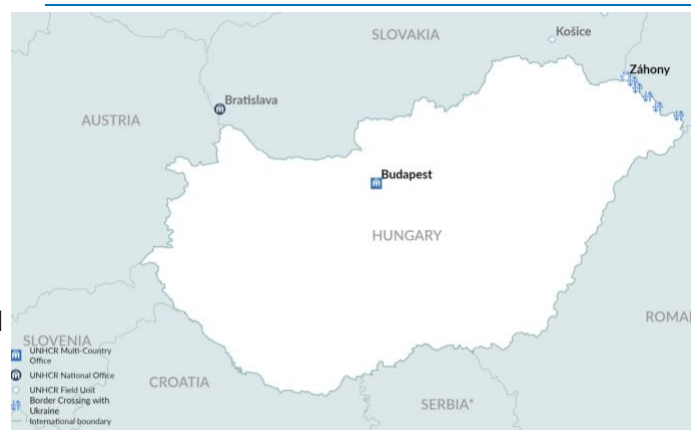 SLOVAKIA
Košice
Záhony
Bratislava
AUSTRIA
Budapest
HUNGARY
ROMA
SLOVENIA
UNHCR Multi-Country
Office
UNHCR National Office
UNHCR Field Unit
Border Crossing with
Ukraine
International boundary
CROATIA
SERBIA*